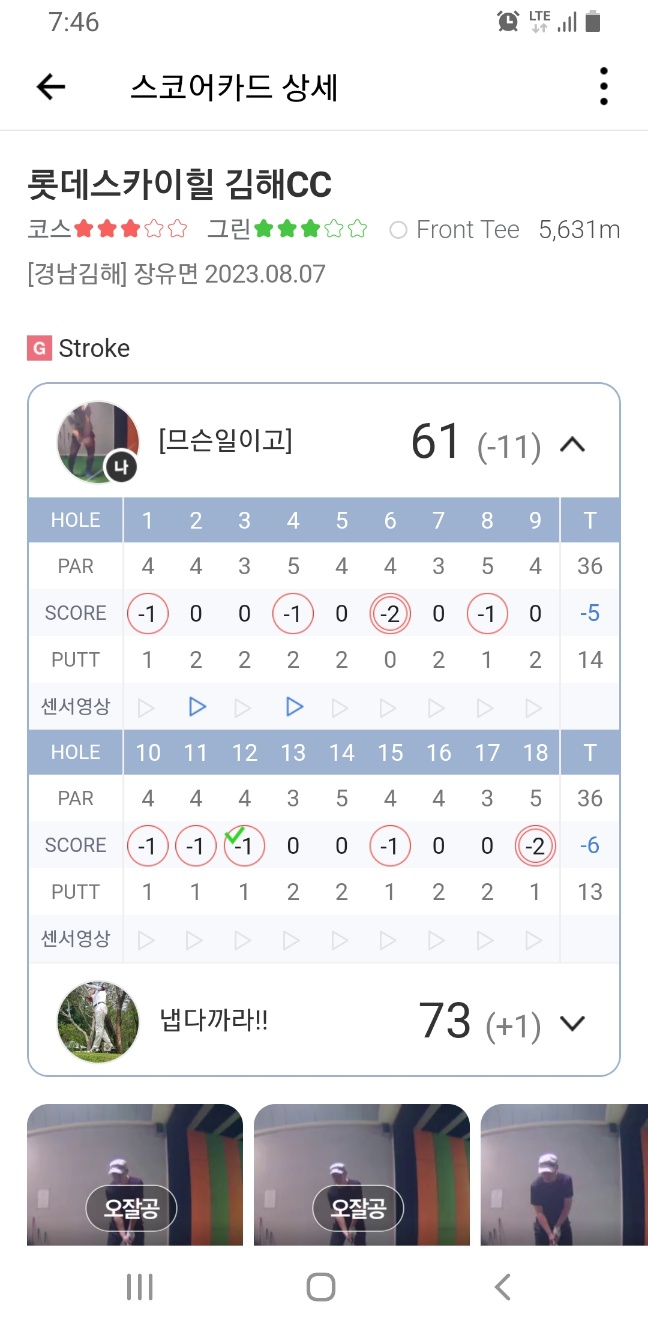 7:46 LTE
스코어카드 상세
롯데스카이힐 김해CC
코스 그린 Front Tee 5,631m
[경남김해] 장유면 2023.08.07
G Stroke
나 [므슨일이고] 61 (-11)
HOLE 1 2 3 4 5 6 7 8 9 T
PAR 4 4 3 5 4 4 3 5 4 36
SCORE -1 0 0 -1 0 -2 0 -1 0 -5
PUTT 1 2 2 2 2 0 2 1 2 14
센서영상
HOLE 10 11 12 13 14 15 16 17 18 T
PAR 4 4 4 3 5 4 4 3 5 36
SCORE -1 -1 -1 0 0 -1 0 0 -2 -6
PUTT 1 1 1 2 2 1 2 2 1 13
센서영상
냅다까라!! 73 (+1)
오잘공 오잘공